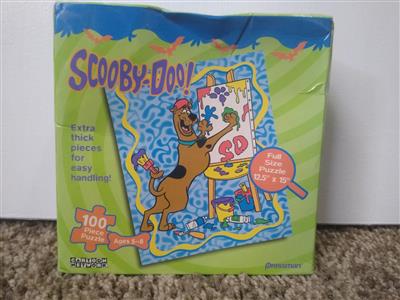 SCOOBY-DOO!
Extra
thick
pieces
for
easy
handling!
SD
Full
Size
Puzzle
12.5" x 15"
100
Piece
Puzzle
Ages 5-8
CARTOON
NETWORK
Pressman